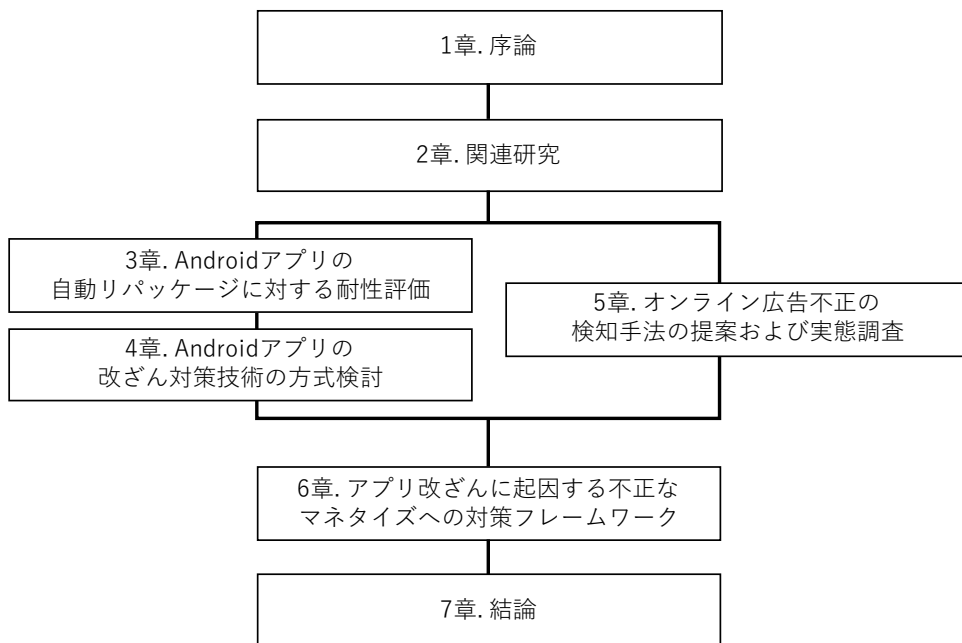 1章. 序論
2章. 関連研究
3章. Androidアプリの
自動リパッケージに対する耐性評価
4章. Androidアプリの
改ざん対策技術の方式検討
5章. オンライン広告不正の
検知手法の提案および実態調査
6章. アプリ改ざんに起因する不正な
マネタイズへの対策フレームワーク
7章. 結論